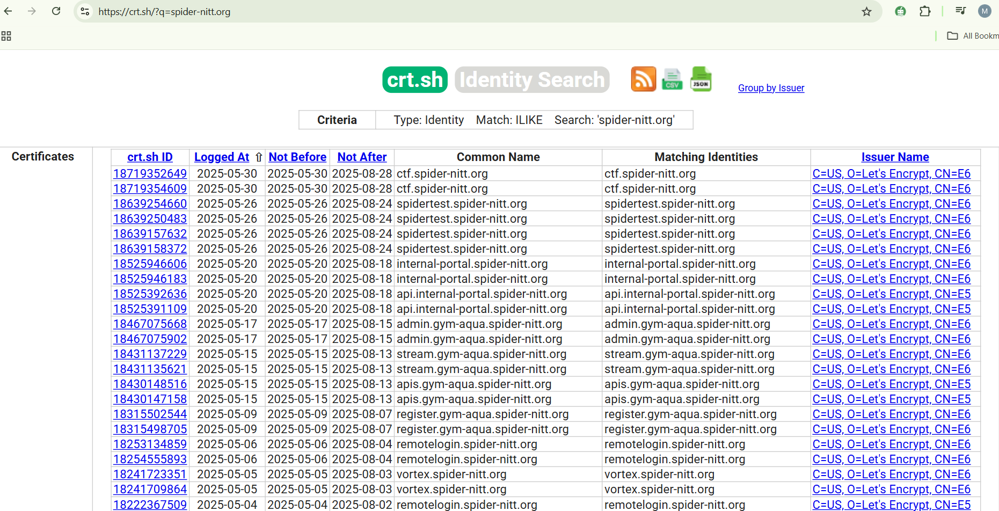 https://crt.sh/?q=spider-nitt.org
M
All Bookm
crt.sh Identity Search CSV JSON Group by Issuer
Criteria Type: Identity Match: ILIKE Search: 'spider-nitt.org'
Certificates
crt.sh ID Logged At ⇧ Not Before Not After Common Name Matching Identities Issuer Name
18719352649 2025-05-30 2025-05-30 2025-08-28 ctf.spider-nitt.org ctf.spider-nitt.org C=US, O=Let's Encrypt, CN=E6
18719354609 2025-05-30 2025-05-30 2025-08-28 ctf.spider-nitt.org ctf.spider-nitt.org C=US, O=Let's Encrypt, CN=E6
18639254660 2025-05-26 2025-05-26 2025-08-24 spidertest.spider-nitt.org spidertest.spider-nitt.org C=US, O=Let's Encrypt, CN=E6
18639250483 2025-05-26 2025-05-26 2025-08-24 spidertest.spider-nitt.org spidertest.spider-nitt.org C=US, O=Let's Encrypt, CN=E6
18639157632 2025-05-26 2025-05-26 2025-08-24 spidertest.spider-nitt.org spidertest.spider-nitt.org C=US, O=Let's Encrypt, CN=E6
18639158372 2025-05-26 2025-05-26 2025-08-24 spidertest.spider-nitt.org spidertest.spider-nitt.org C=US, O=Let's Encrypt, CN=E6
18525946606 2025-05-20 2025-05-20 2025-08-18 internal-portal.spider-nitt.org internal-portal.spider-nitt.org C=US, O=Let's Encrypt, CN=E6
18525946183 2025-05-20 2025-05-20 2025-08-18 internal-portal.spider-nitt.org internal-portal.spider-nitt.org C=US, O=Let's Encrypt, CN=E6
18525392636 2025-05-20 2025-05-20 2025-08-18 api.internal-portal.spider-nitt.org api.internal-portal.spider-nitt.org C=US, O=Let's Encrypt, CN=E5
18525391109 2025-05-20 2025-05-20 2025-08-18 api.internal-portal.spider-nitt.org api.internal-portal.spider-nitt.org C=US, O=Let's Encrypt, CN=E5
18467075668 2025-05-17 2025-05-17 2025-08-15 admin.gym-aqua.spider-nitt.org admin.gym-aqua.spider-nitt.org C=US, O=Let's Encrypt, CN=E6
18467075902 2025-05-17 2025-05-17 2025-08-15 admin.gym-aqua.spider-nitt.org admin.gym-aqua.spider-nitt.org C=US, O=Let's Encrypt, CN=E6
18431137229 2025-05-15 2025-05-15 2025-08-13 stream.gym-aqua.spider-nitt.org stream.gym-aqua.spider-nitt.org C=US, O=Let's Encrypt, CN=E6
18431135621 2025-05-15 2025-05-15 2025-08-13 stream.gym-aqua.spider-nitt.org stream.gym-aqua.spider-nitt.org C=US, O=Let's Encrypt, CN=E6
18430148516 2025-05-15 2025-05-15 2025-08-13 apis.gym-aqua.spider-nitt.org apis.gym-aqua.spider-nitt.org C=US, O=Let's Encrypt, CN=E5
18430147158 2025-05-15 2025-05-15 2025-08-13 apis.gym-aqua.spider-nitt.org apis.gym-aqua.spider-nitt.org C=US, O=Let's Encrypt, CN=E5
18315502544 2025-05-09 2025-05-09 2025-08-07 register.gym-aqua.spider-nitt.org register.gym-aqua.spider-nitt.org C=US, O=Let's Encrypt, CN=E6
18315498705 2025-05-09 2025-05-09 2025-08-07 register.gym-aqua.spider-nitt.org register.gym-aqua.spider-nitt.org C=US, O=Let's Encrypt, CN=E6
18253134859 2025-05-06 2025-05-06 2025-08-04 remotelogin.spider-nitt.org remotelogin.spider-nitt.org C=US, O=Let's Encrypt, CN=E6
18254555893 2025-05-06 2025-05-06 2025-08-04 remotelogin.spider-nitt.org remotelogin.spider-nitt.org C=US, O=Let's Encrypt, CN=E6
18241723351 2025-05-05 2025-05-05 2025-08-03 vortex.spider-nitt.org vortex.spider-nitt.org C=US, O=Let's Encrypt, CN=E6
18241709864 2025-05-05 2025-05-05 2025-08-03 vortex.spider-nitt.org vortex.spider-nitt.org C=US, O=Let's Encrypt, CN=E6
18222367509 2025-05-04 2025-05-04 2025-08-02 remotelogin.spider-nitt.org remotelogin.spider-nitt.org C=US, O=Let's Encrypt, CN=E5